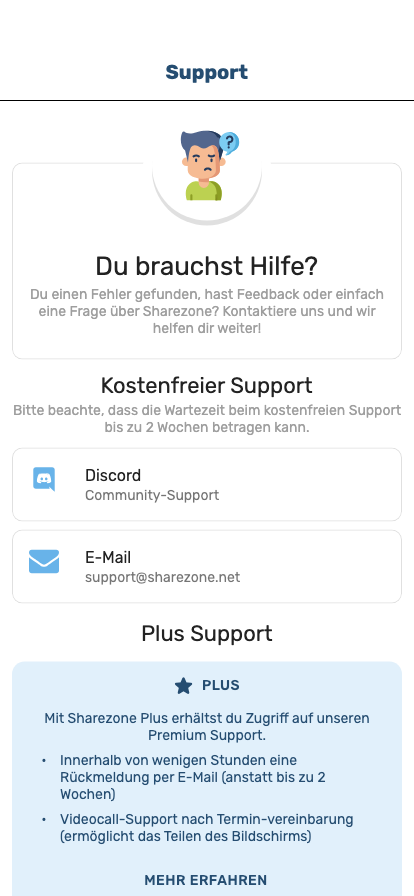 Support
?
Du brauchst Hilfe?
Du einen Fehler gefunden, hast Feedback oder einfach
eine Frage über Sharezone? Kontaktiere uns und wir
helfen dir weiter!
Kostenfreier Support
Bitte beachte, dass die Wartezeit beim kostenfreien Support
bis zu 2 Wochen betragen kann.
Discord
Community-Support
E-Mail
support@sharezone.net
Plus Support
PLUS
Mit Sharezone Plus erhältst du Zugriff auf unseren
Premium Support.
• Innerhalb von wenigen Stunden eine
Rückmeldung per E-Mail (anstatt bis zu 2
Wochen)
• Videocall-Support nach Termin-vereinbarung
(ermöglicht das Teilen des Bildschirms)
MEHR ERFAHREN